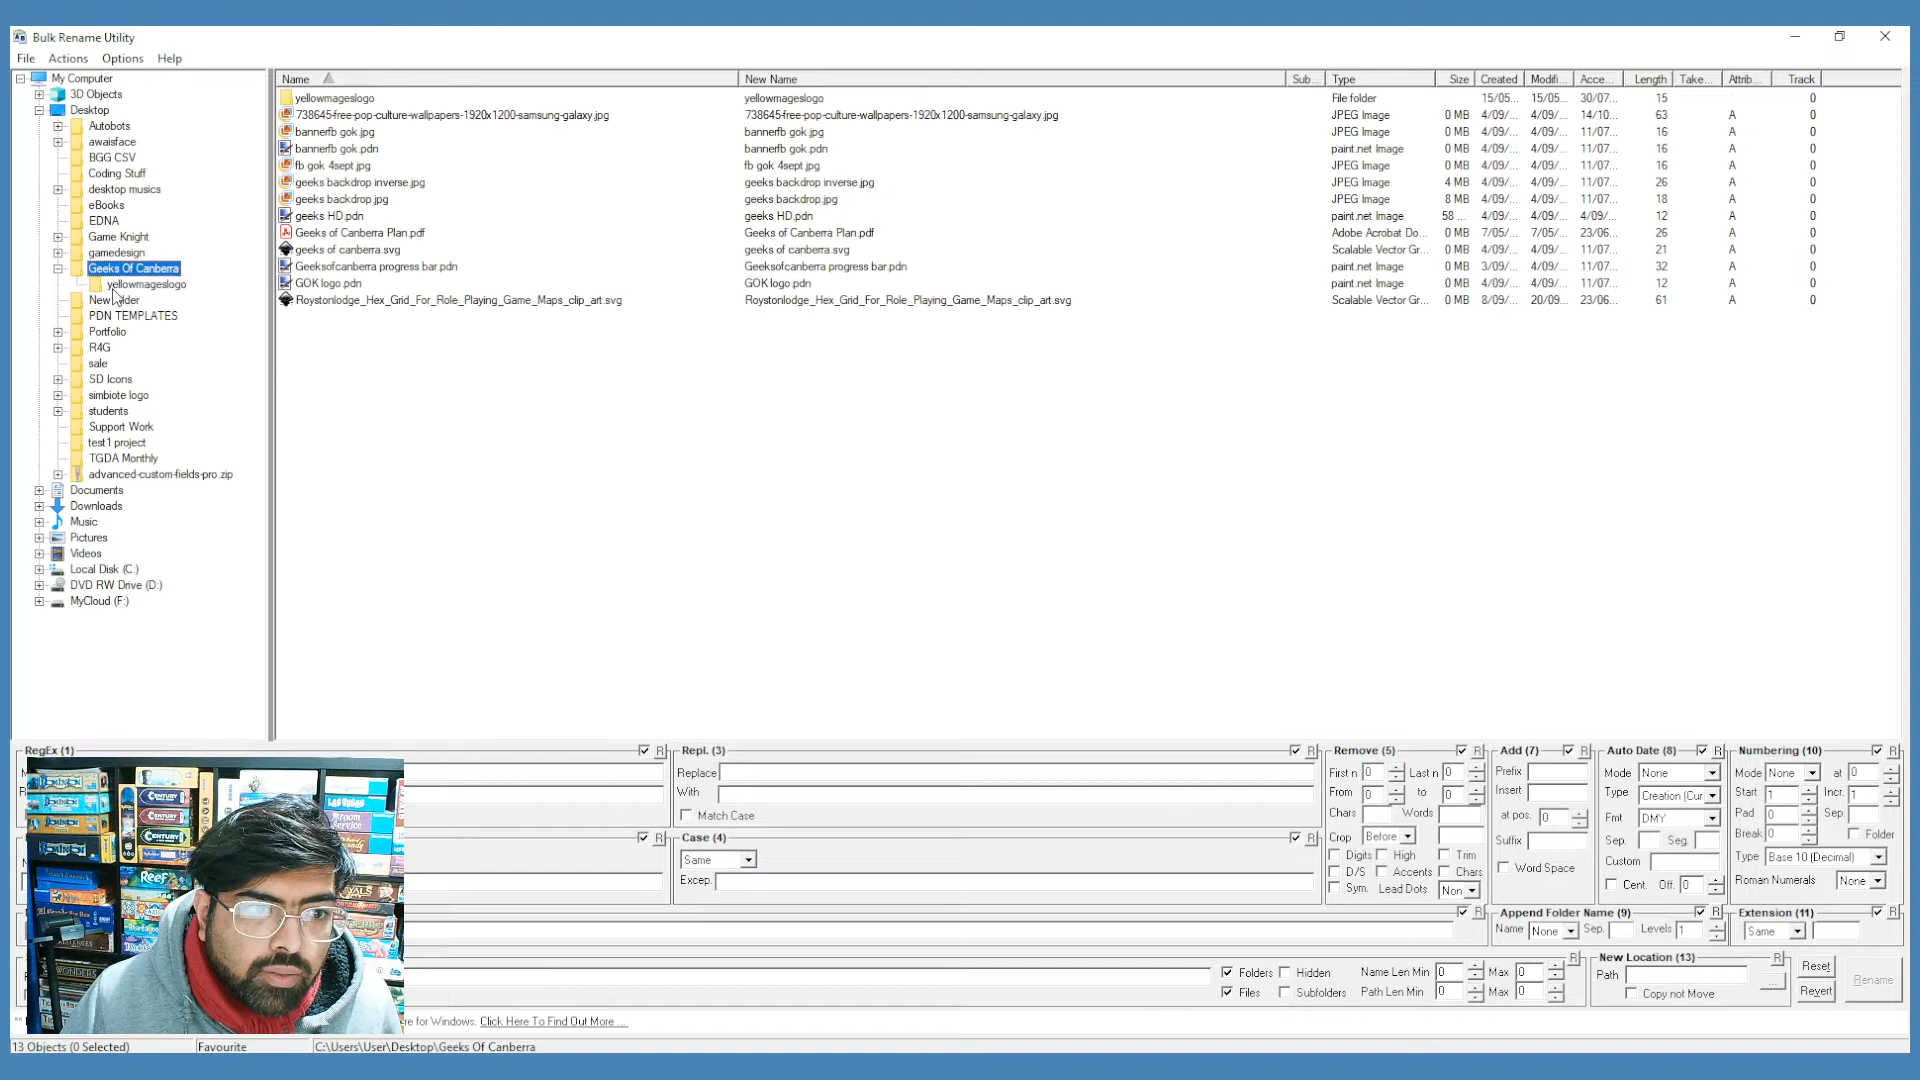 Bulk Rename Utility
File Actions Options Help
My Computer
3D Objects
Desktop
Autobots
awaisface
BGG CSV
Coding Stuff
desktop musics
eBooks
EDNA
Game Knight
gamedesign
Geeks Of Canberra
yellowmageslogo
PDN TEMPLATES
Portfolio
R4G
sale
SD Icons
simbiote logo
students
Support Work
test1 project
TGDA Monthly
advanced-custom-fields-pro.zip
Documents
Downloads
Music
Pictures
Videos
Local Disk (C:)
DVD RW Drive (D:)
MyCloud (F:)
Name New Name Sub... Type Size Created Modifi... Acce... Length Take... Attrib... Track
yellowmageslogo yellowmageslogo File folder 15/05... 15/05... 30/07... 15 0
738645-free-pop-culture-wallpapers-1920x1200-samsung-galaxy.jpg 738645-free-pop-culture-wallpapers-1920x1200-samsung-galaxy.jpg JPEG Image 0 MB 4/09/... 4/09/... 14/10... 63 A 0
bannerfb gok.jpg bannerfb gok.jpg JPEG Image 0 MB 4/09/... 4/09/... 11/07... 16 A 0
bannerfb gok.pdn bannerfb gok.pdn paint.net Image 0 MB 4/09/... 4/09/... 11/07... 16 A 0
fb gok 4sept.jpg fb gok 4sept.jpg JPEG Image 0 MB 4/09/... 4/09/... 11/07... 16 A 0
geeks backdrop inverse.jpg geeks backdrop inverse.jpg JPEG Image 4 MB 4/09/... 4/09/... 11/07... 26 A 0
geeks backdrop.jpg geeks backdrop.jpg JPEG Image 8 MB 4/09/... 4/09/... 11/07... 18 A 0
geeks HD.pdn geeks HD.pdn paint.net Image 58 ... 4/09/... 4/09/... 4/09/... 12 A 0
Geeks of Canberra Plan.pdf Geeks of Canberra Plan.pdf Adobe Acrobat Do... 0 MB 7/05/... 7/05/... 23/06... 26 A 0
geeks of canberra.svg geeks of canberra.svg Scalable Vector Gr... 0 MB 4/09/... 4/09/... 11/07... 21 A 0
Geeksofcanberra progress bar.pdn Geeksofcanberra progress bar.pdn paint.net Image 0 MB 3/09/... 4/09/... 11/07... 32 A 0
GOK logo.pdn GOK logo.pdn paint.net Image 0 MB 4/09/... 4/09/... 11/07... 12 A 0
Roystonlodge_Hex_Grid_For_Role_Playing_Game_Maps_clip_art.svg Roystonlodge_Hex_Grid_For_Role_Playing_Game_Maps_clip_art.svg Scalable Vector Gr... 0 MB 8/09/... 20/09... 23/06... 61 A 0
RegEx (1) R
Repl. (3) R
Replace
With
Match Case
Case (4) R
Same
Excep.
Remove (5) R
First n 0 Last n 0
From 0 to 0
Chars Words
Crop Before
Digits High Trim
D/S Accents Chars
Sym. Lead Dots Non
Add (7) R
Prefix
Insert
at pos. 0
Suffix
Word Space
Auto Date (8) R
Mode None
Type Creation (Cur
Fmt DMY
Sep. Seg.
Custom
Cent. Off. 0
Numbering (10) R
Mode None at 0
Start 1 Incr. 1
Pad 0 Sep.
Break 0 Folder
Type Base 10 (Decimal)
Roman Numerals None
Append Folder Name (9) R
Name None Sep. Levels 1
Extension (11) R
Same
Folders Hidden Name Len Min 0 Max 0
Files Subfolders Path Len Min 0 Max 0
New Location (13) R
Path ...
Copy not Move
Reset
Revert
Rename
re for Windows. Click Here To Find Out More ...
13 Objects (0 Selected) Favourite C:\Users\User\Desktop\Geeks Of Canberra
CENTURY
CENTURY
CENTURY
Reef